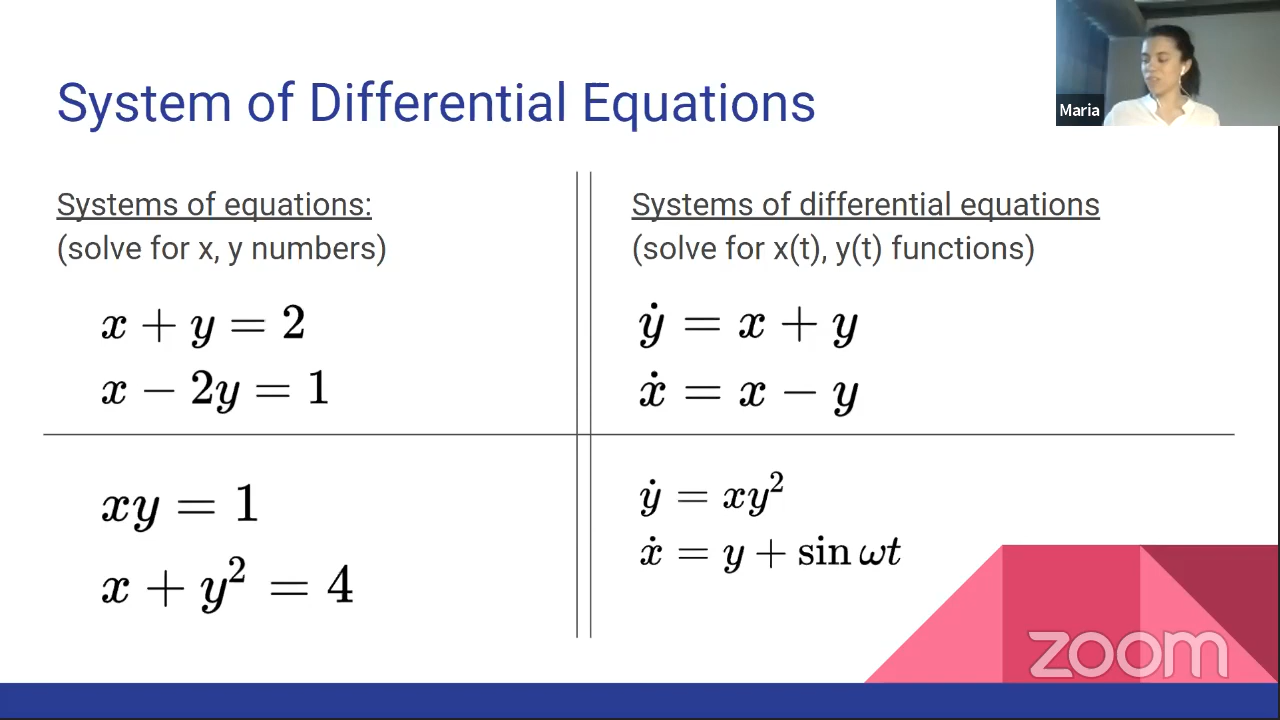 System of Differential Equations
Maria
Systems of equations:
(solve for x, y numbers)
x + y = 2
x − 2y = 1
xy = 1
x + y² = 4
Systems of differential equations
(solve for x(t), y(t) functions)
ẏ = x + y
ẋ = x − y
ẏ = xy²
ẋ = y + sin ωt
zoom